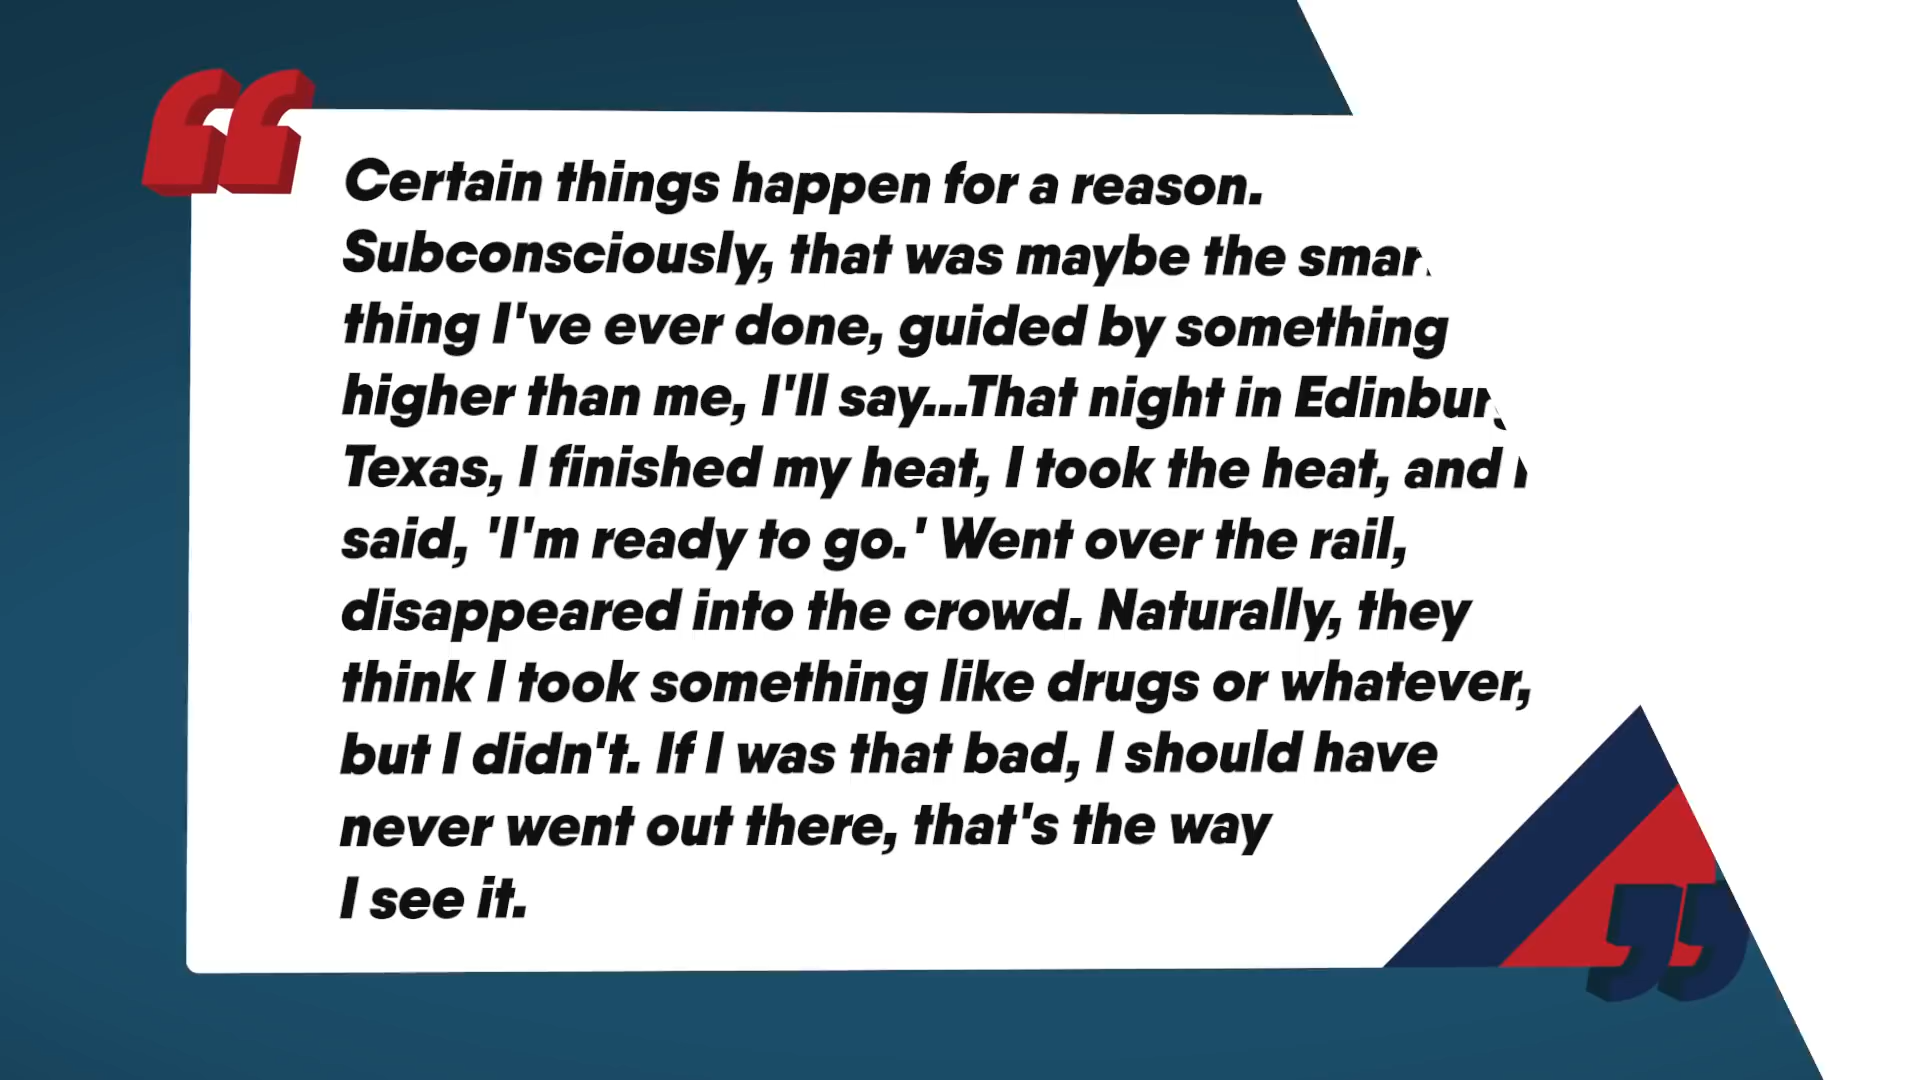 Certain things happen for a reason.
Subconsciously, that was maybe the
thing I've ever done, guided by something
higher than me, I'll say...That night in
Texas, I finished my heat, I took the heat, and
said, 'I'm ready to go.' Went over the rail,
disappeared into the crowd. Naturally, they
think I took something like drugs or whatever,
but I didn't. If I was that bad, I should have
never went out there, that's the way
I see it.